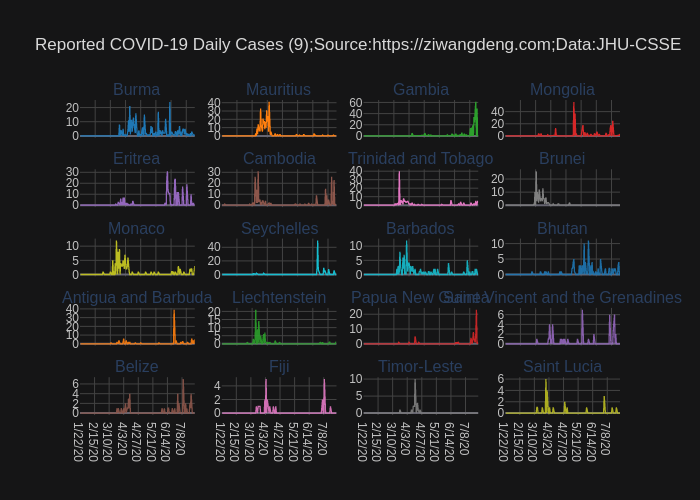 Reported COVID-19 Daily Cases (9);Source:https://ziwangdeng.com;Data:JHU-CSSE
Burma Mauritius Gambia Mongolia
20 10 0 40 30 20 10 0 60 40 20 0 40 20 0
Eritrea Cambodia Trinidad and Tobago Brunei
30 20 10 0 30 20 10 0 40 30 20 10 0 20 10 0
Monaco Seychelles Barbados Bhutan
10 5 0 40 20 0 10 5 0 10 5 0
Antigua and Barbuda Liechtenstein Papua New Guinea Saint Vincent and the Grenadines
40 30 20 10 0 20 15 10 5 0 20 10 0 6 4 2 0
Belize Fiji Timor-Leste Saint Lucia
6 4 2 0 4 2 0 10 5 0 6 4 2 0
1/22/20 2/15/20 3/10/20 4/3/20 4/27/20 5/21/20 6/14/20 7/8/20
1/22/20 2/15/20 3/10/20 4/3/20 4/27/20 5/21/20 6/14/20 7/8/20
1/22/20 2/15/20 3/10/20 4/3/20 4/27/20 5/21/20 6/14/20 7/8/20
1/22/20 2/15/20 3/10/20 4/3/20 4/27/20 5/21/20 6/14/20 7/8/20